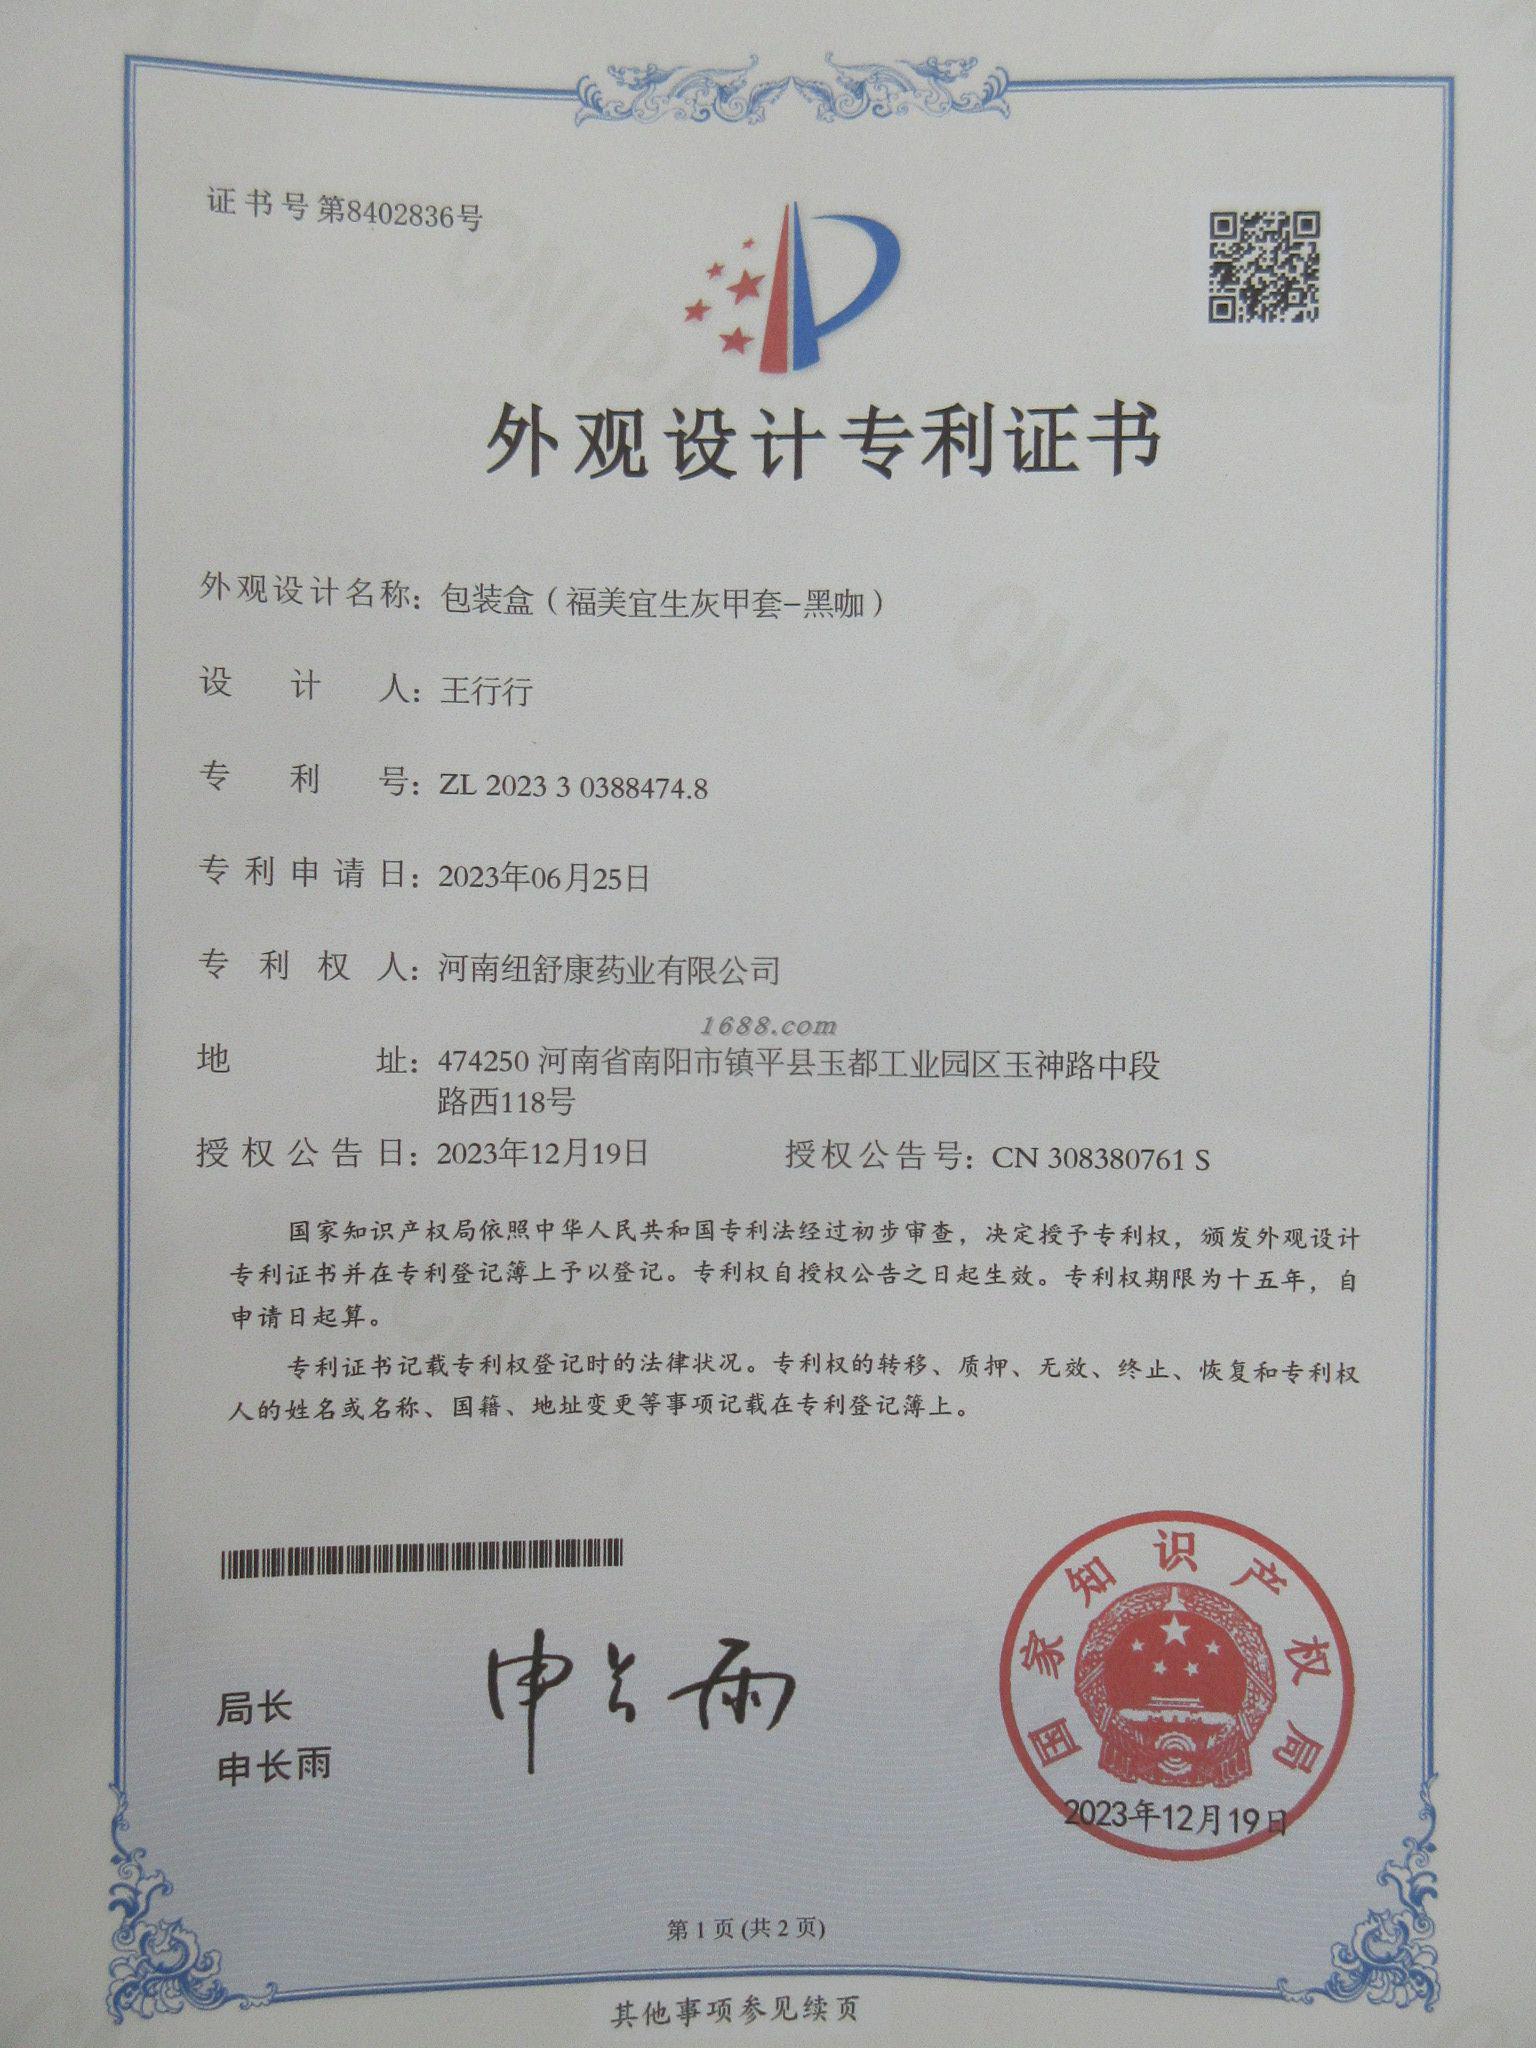 证书号第8402836号
外观设计专利证书
外观设计名称：包装盒（福美宜生灰甲套-黑咖）
设计人：王行行
专利号：ZL 2023 3 0388474.8
专利申请日：2023年06月25日
专利权人：河南纽舒康药业有限公司
1688.com
地址：474250 河南省南阳市镇平县玉都工业园区玉神路中段
路西118号
授权公告日：2023年12月19日 授权公告号：CN 308380761 S
国家知识产权局依照中华人民共和国专利法经过初步审查，决定授予专利权，颁发外观设计
专利证书并在专利登记簿上予以登记。专利权自授权公告之日起生效。专利权期限为十五年，自
申请日起算。
专利证书记载专利权登记时的法律状况。专利权的转移、质押、无效、终止、恢复和专利权
人的姓名或名称、国籍、地址变更等事项记载在专利登记簿上。
局长
申长雨
申长雨
国家知识产权局
2023年12月19日
第 1 页 (共 2 页)
其他事项参见续页
CNIPA